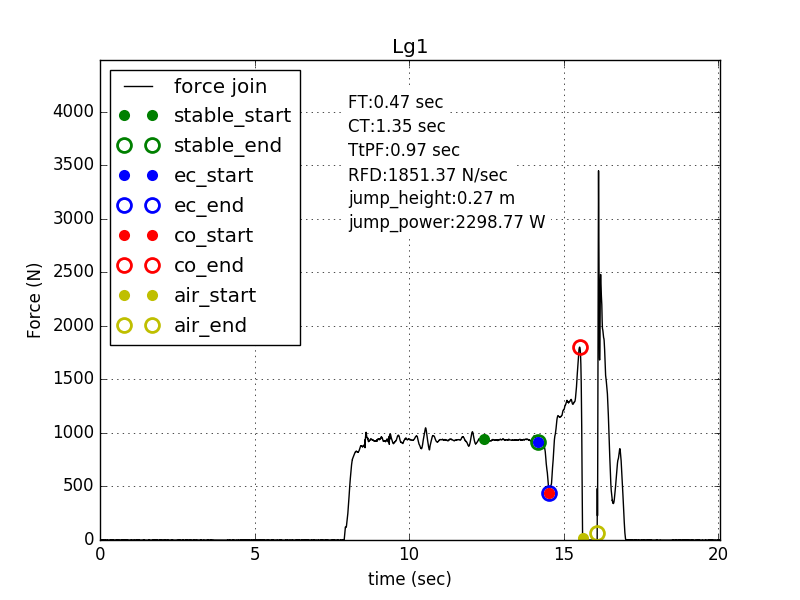 Lg1
force join
stable_start
stable_end
ec_start
ec_end
co_start
co_end
air_start
air_end
FT:0.47 sec
CT:1.35 sec
TtPF:0.97 sec
RFD:1851.37 N/sec
jump_height:0.27 m
jump_power:2298.77 W
Force (N)
4000
3500
3000
2500
2000
1500
1000
500
0
0 5 10 15 20
time (sec)